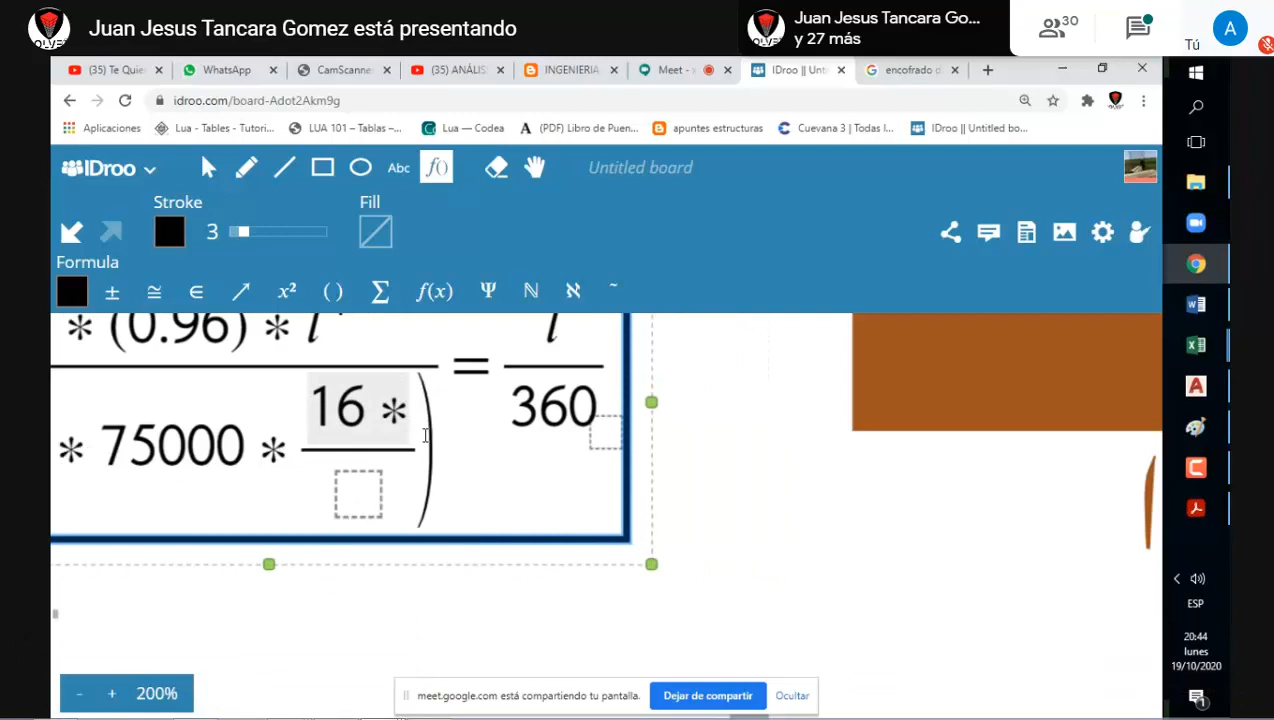 Juan Jesus Tancara Gomez está presentando
Juan Jesus Tancara Go...
y 27 más
30
A
Tú
(35) Te Quie
WhatsApp
CamScanne
(35) ANÁLIS
INGENIERIA
Meet - s
IDroo || Unti
encofrado d
idroo.com/board-Adot2Akm9g
Aplicaciones
Lua - Tables - Tutori...
LUA 101 – Tablas –...
Lua — Codea
(PDF) Libro de Puen...
apuntes estructuras
Cuevana 3 | Todas l...
IDroo || Untitled bo...
IDroo
Abc
f()
Untitled board
Stroke
Fill
3
Formula
± ≅ ∈ x² ( ) Σ f(x) Ψ ℕ ℵ ~
* (0.96) * l
l
=
16 *
360
* 75000 *
)
ESP
20:44
lunes
19/10/2020
1
- + 200%
meet.google.com está compartiendo tu pantalla.
Dejar de compartir
Ocultar